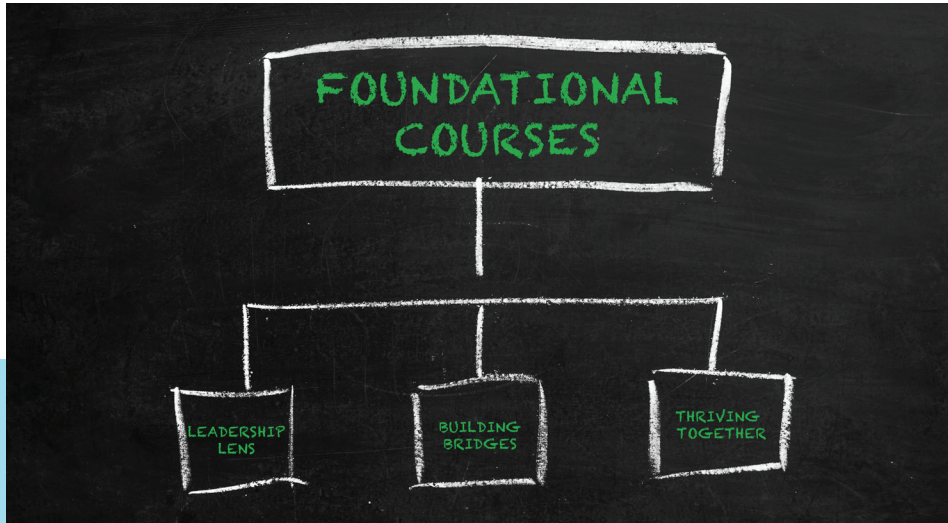 FOUNDATIONAL
COURSES
LEADERSHIP
LENS
BUILDING
BRIDGES
THRIVING
TOGETHER